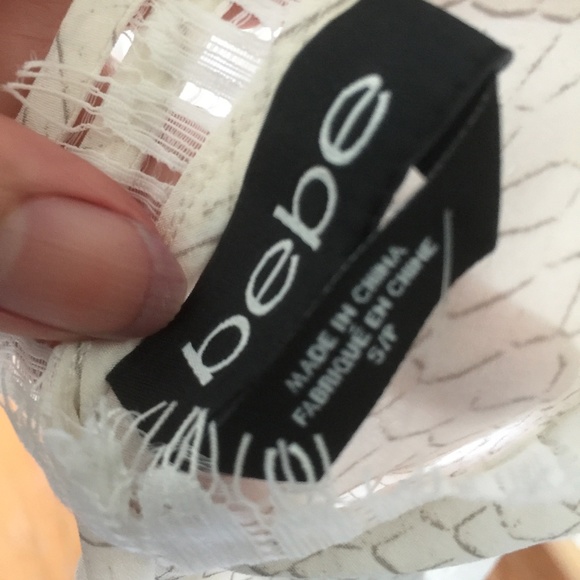 bebe
MADE IN CHINA
FABRIQUÉ EN CHINE
S/P